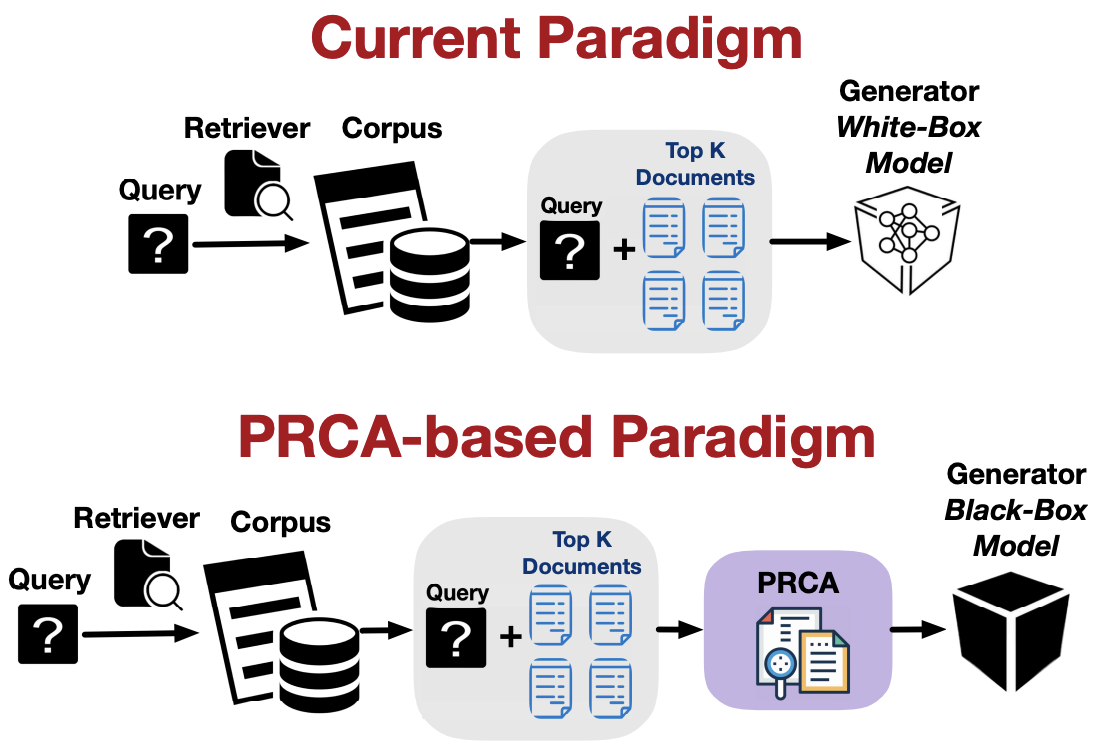 Current Paradigm
Retriever
Corpus
Query
?
Query
?
+
Top K
Documents
Generator
White-Box
Model
PRCA-based Paradigm
Retriever
Corpus
Query
?
Query
?
+
Top K
Documents
PRCA
Generator
Black-Box
Model